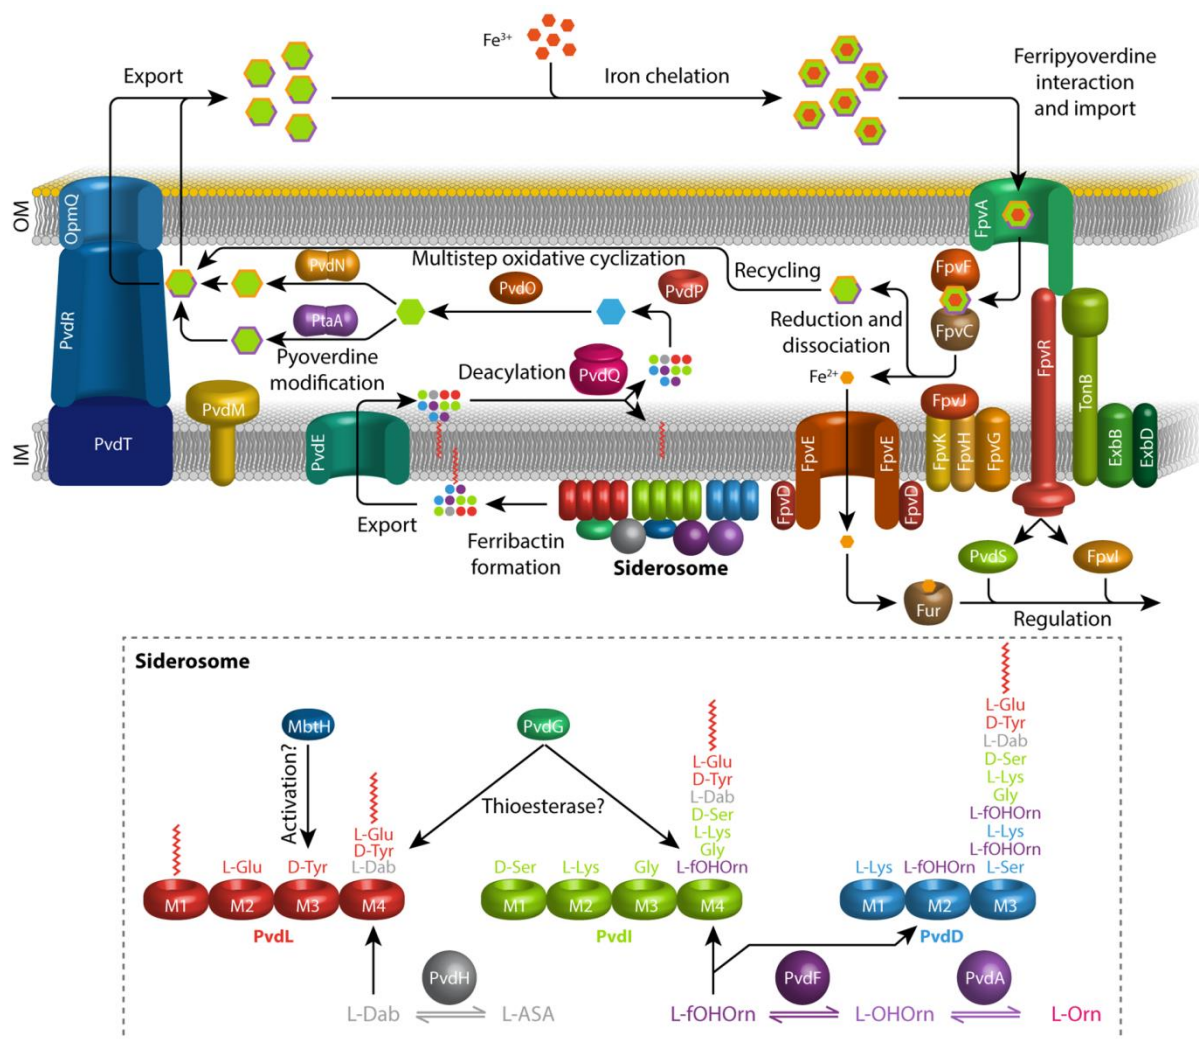 Fe³⁺
Export
Iron chelation
Ferripyoverdine
interaction
and import
OM
OpmQ
FpvA
PvdN
Multistep oxidative cyclization
Recycling
FpvF
PvdO
PvdP
PvdR
PtaA
FpvC
Reduction and
dissociation
FpvR
TonB
Pyoverdine
modification
Deacylation
PvdQ
Fe²⁺
PvdM
FpvJ
IM
PvdT
PvdE
FpvE
FpvE
FpvK
FpvH
FpvG
ExbB
ExbD
FpvD
FpvD
Export
Ferribactin
formation
Siderosome
PvdS
FpvI
Fur
Regulation
Siderosome
MbtH
PvdG
Activation?
Thioesterase?
L-Glu
D-Tyr
L-Glu
D-Tyr
L-Dab
M1
M2
M3
M4
PvdL
L-Glu
D-Tyr
L-Dab
D-Ser
L-Lys
Gly
D-Ser
L-Lys
Gly
L-fOHOrn
M1
M2
M3
M4
PvdI
L-Glu
D-Tyr
L-Dab
D-Ser
L-Lys
Gly
L-fOHOrn
L-Lys
L-fOHOrn
L-Lys
L-fOHOrn
L-Ser
M1
M2
M3
PvdD
PvdH
PvdF
PvdA
L-Dab
L-ASA
L-fOHOrn
L-OHOrn
L-Orn